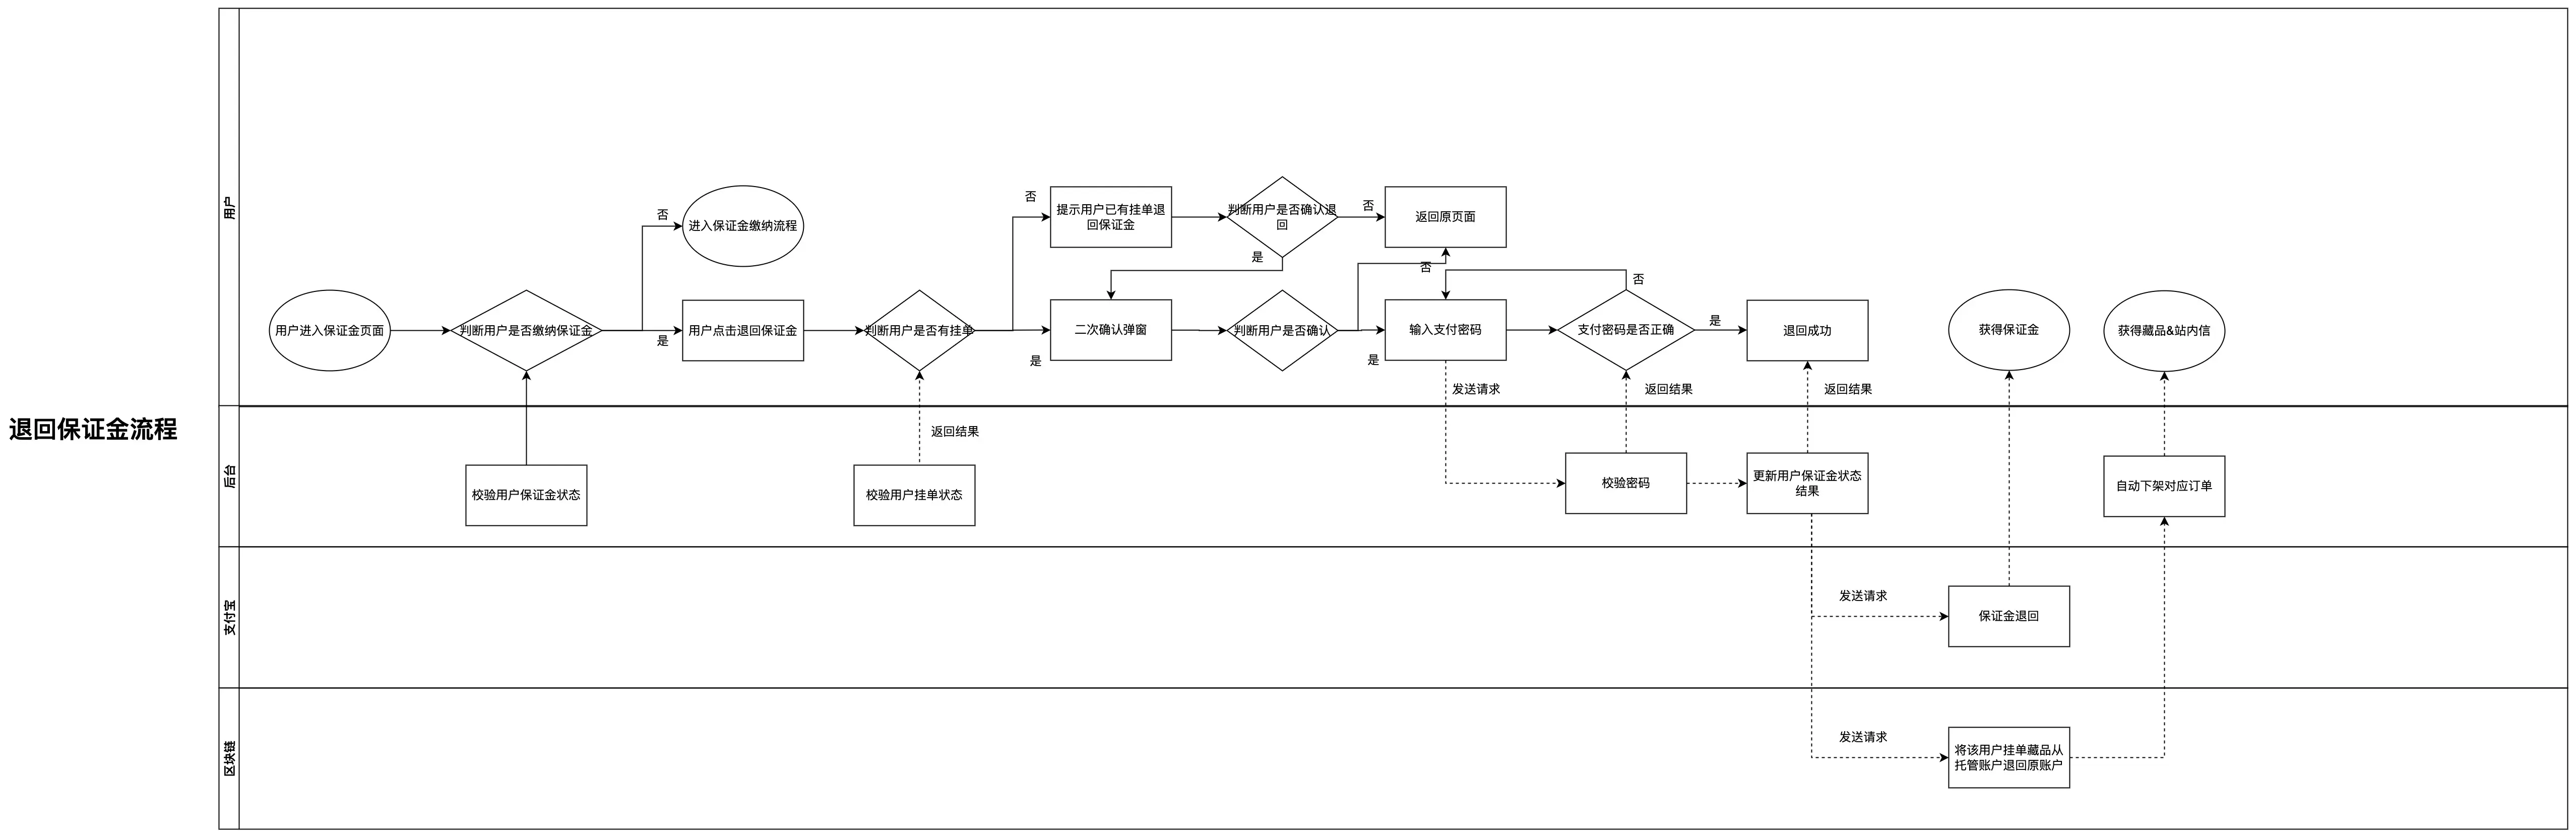 退回保证金流程
用户
用户进入保证金页面
判断用户是否缴纳保证金
否
进入保证金缴纳流程
是
用户点击退回保证金
判断用户是否有挂单
否
提示用户已有挂单退
回保证金
判断用户是否确认退
回
否
返回原页面
是
是
二次确认弹窗
判断用户是否确认
否
是
输入支付密码
否
支付密码是否正确
是
退回成功
获得保证金
获得藏品&站内信
发送请求
返回结果
返回结果
后台
校验用户保证金状态
返回结果
校验用户挂单状态
校验密码
更新用户保证金状态
结果
自动下架对应订单
支付宝
发送请求
保证金退回
区块链
发送请求
将该用户挂单藏品从
托管账户退回原账户